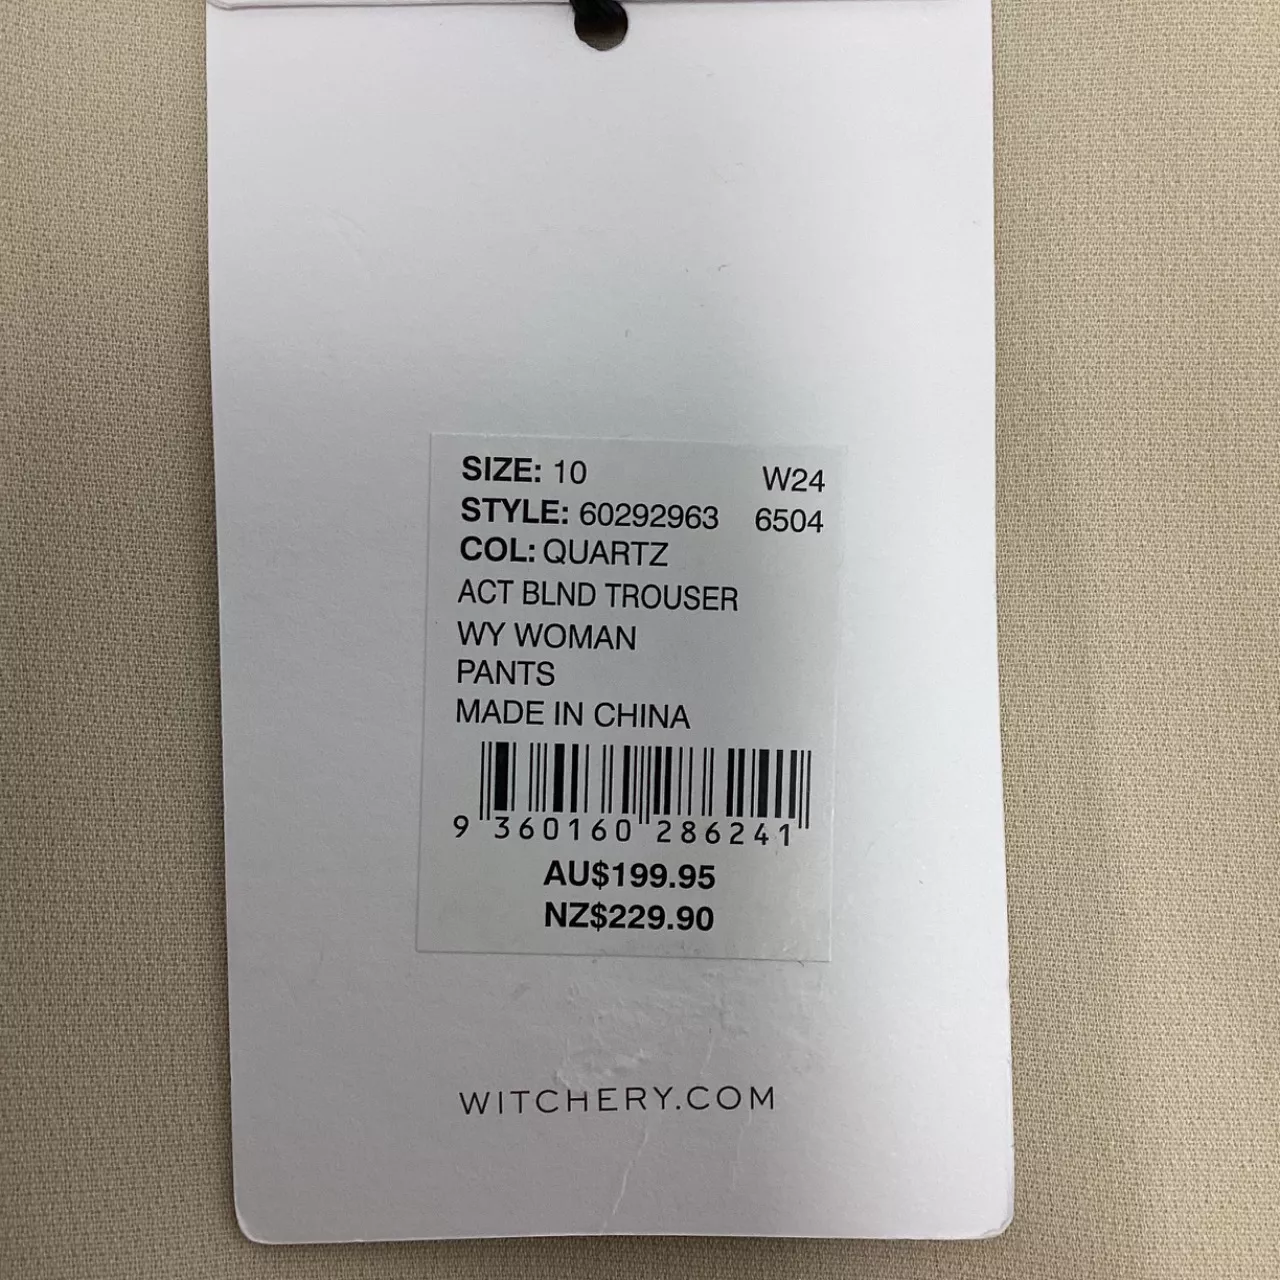 SIZE: 10 W24
STYLE: 60292963 6504
COL: QUARTZ
ACT BLND TROUSER
WY WOMAN
PANTS
MADE IN CHINA
9 360160 286241
AU$199.95
NZ$229.90
WITCHERY.COM